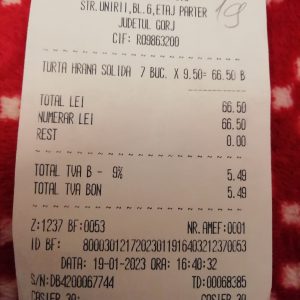 STR.UNIRII,BL.6,ETAJ PARTER
19
JUDETUL GORJ
CIF: RO9863200
TURTA HRANA SOLIDA 7 BUC. X 9.50= 66.50 B
TOTAL LEI 66.50
NUMERAR LEI 66.50
REST 0.00
TOTAL TVA B - 9% 5.49
TOTAL TVA BON 5.49
Z:1237 BF:0053 NR.AMEF:0001
ID BF: 80003012172023011916403212370053
DATA: 19-01-2023 ORA: 16:40:32
S/N:DB4200067744 TD:00068385